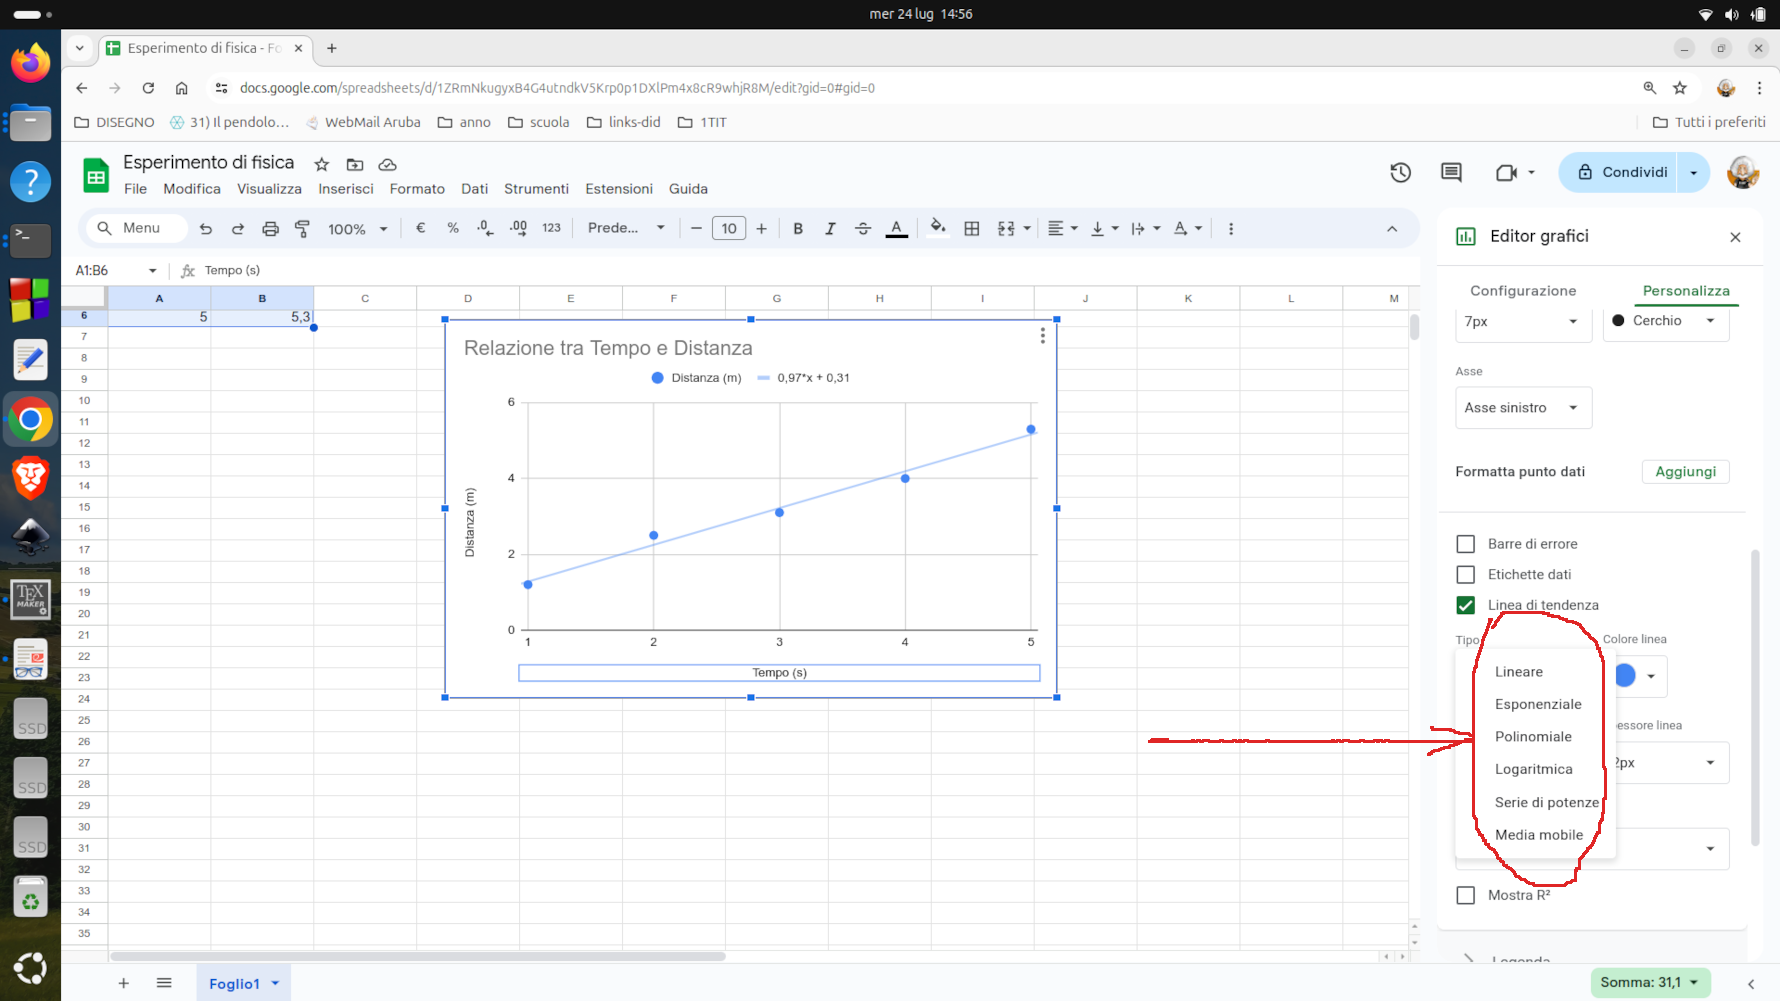 mer 24 lug 14:56
Esperimento di fisica - Fo
docs.google.com/spreadsheets/d/1ZRmNkugyxB4G4utndkV5Krp0p1DXlPm4x8cR9whjR8M/edit?gid=0#gid=0
DISEGNO 31) Il pendolo... WebMail Aruba anno scuola links-did 1TIT Tutti i preferiti
Esperimento di fisica
File Modifica Visualizza Inserisci Formato Dati Strumenti Estensioni Guida
Condividi
Menu 100% € % .0 .00 123 Prede... 10 B I A
A1:B6 fx Tempo (s)
A B C D E F G H I J K L M
6 5 5,3
7
8
9
10
11
12
13
14
15
16
17
18
19
20
21
22
23
24
25
26
27
28
29
30
31
32
33
34
35
Relazione tra Tempo e Distanza
Distanza (m) 0,97*x + 0,31
6
4
2
0
Distanza (m)
1 2 3 4 5
Tempo (s)
Editor grafici
Configurazione Personalizza
7px Cerchio
Asse
Asse sinistro
Formatta punto dati Aggiungi
Barre di errore
Etichette dati
Linea di tendenza
Tipo Colore linea
Lineare
Esponenziale
essore linea
Polinomiale
2px
Logaritmica
Serie di potenze
Media mobile
Mostra R²
Legenda
Foglio1
Somma: 31,1
TEX
MAKER
SSD
SSD
SSD